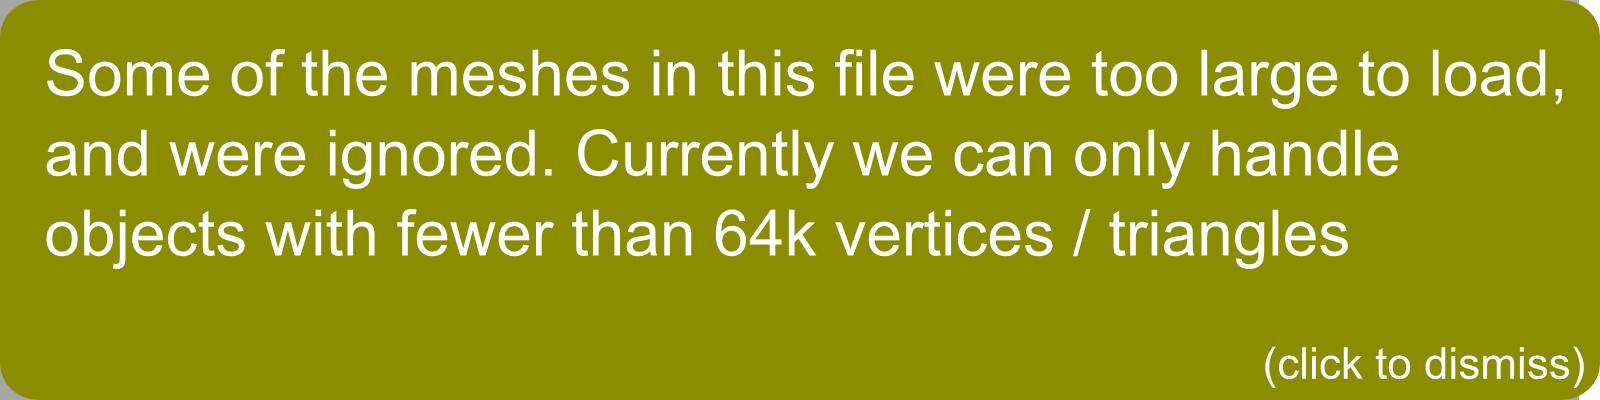 Some of the meshes in this file were too large to load,
and were ignored. Currently we can only handle
objects with fewer than 64k vertices / triangles
(click to dismiss)